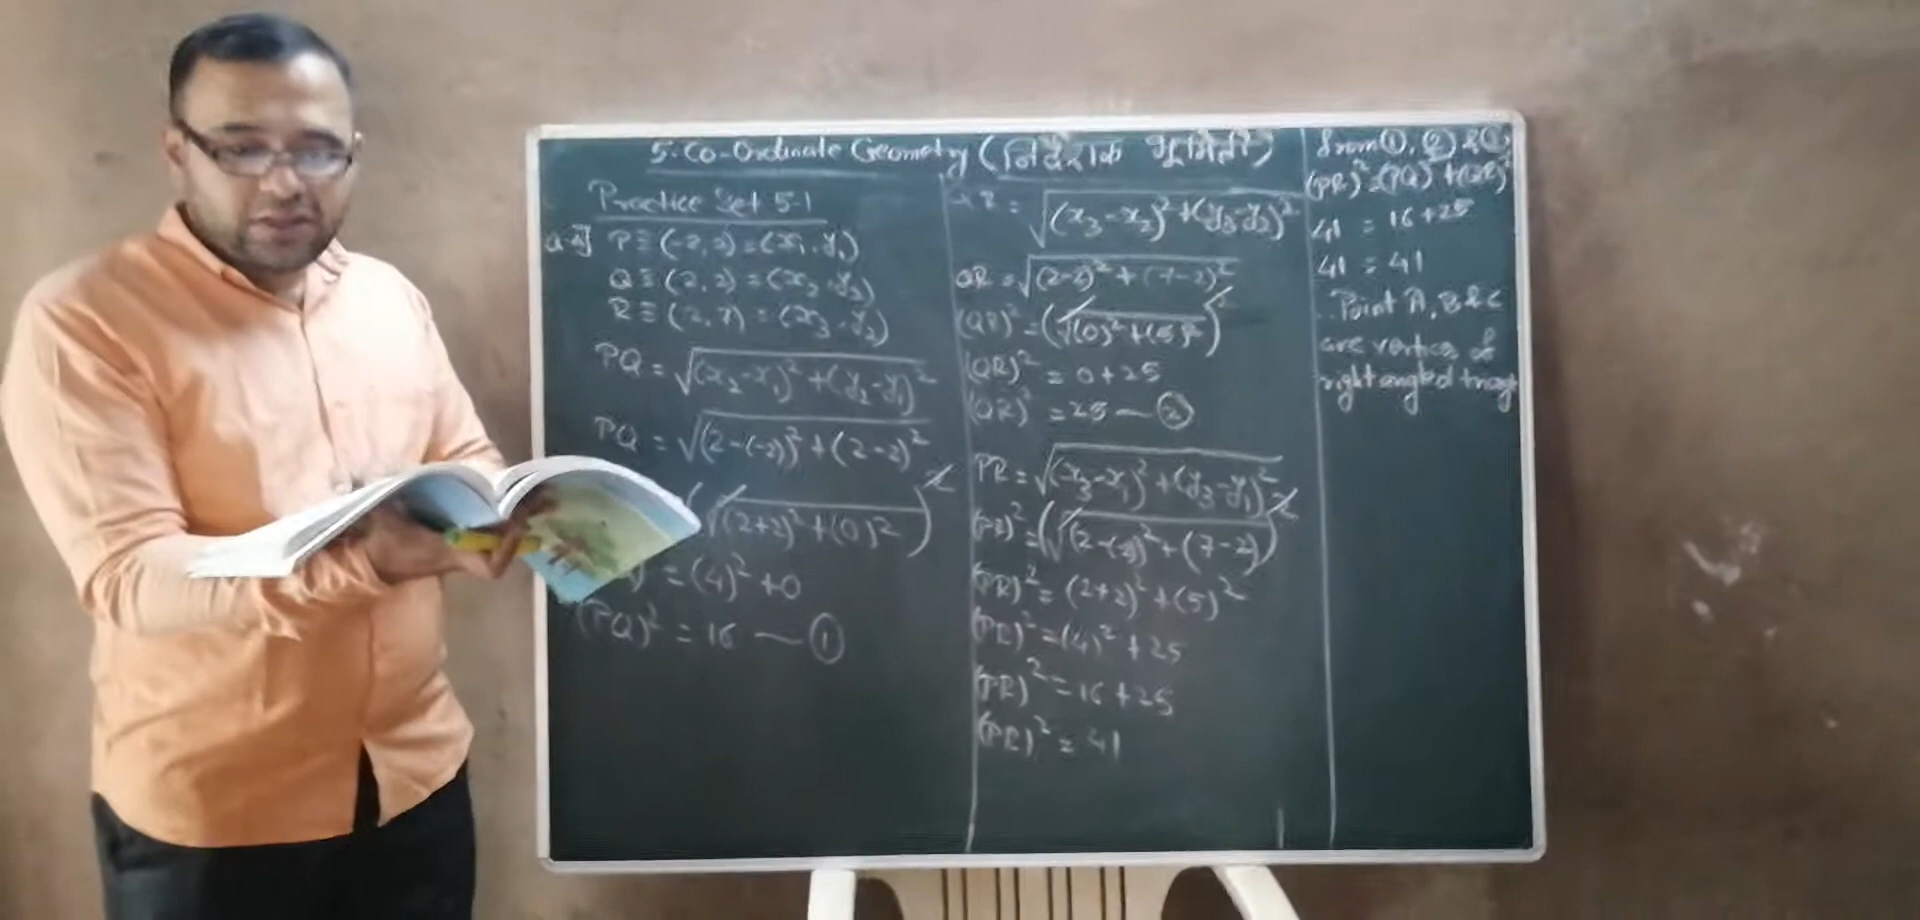 5. Co-Ordinate Geometry (निर्देशक भूमिती)
Practice Set 5.1
Q.4] P ≡ (-2, 2) = (x₁, y₁)
Q ≡ (2, 2) = (x₂, y₂)
R ≡ (2, 7) = (x₃, y₃)
PQ = √(x₂-x₁)² + (y₂-y₁)²
PQ = √(2-(-2))² + (2-2)²
(√(2+2)² + (0)²)²
= (4)² + 0
(PQ)² = 16 — ①
QR = √(x₃-x₂)² + (y₃-y₂)²
QR = √(2-2)² + (7-2)²
(QR)² = (√(0)² + (5)²)²
(QR)² = 0+25
(QR)² = 25 — ②
PR = √(x₃-x₁)² + (y₃-y₁)²
(PR)² = (√(2-(-2))² + (7-2))²
(PR)² = (2+2)² + (5)²
(PR)² = (4)² + 25
(PR)² = 16 + 25
(PR)² = 41
from ①, ② & ③
(PR)² = (PQ)² + (QR)²
41 = 16+25
41 = 41
Point A, B & C
are vertices of
right angled